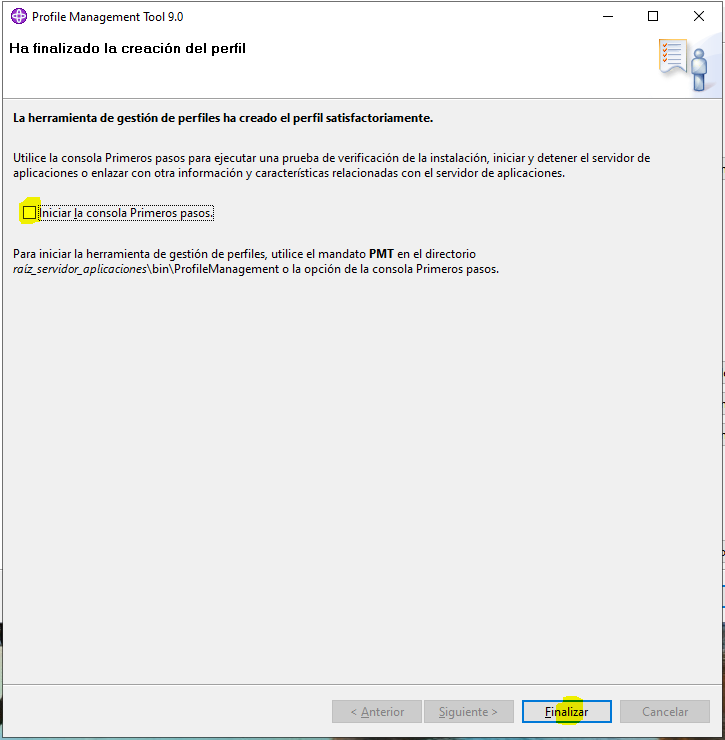 Profile Management Tool 9.0
Ha finalizado la creación del perfil
La herramienta de gestión de perfiles ha creado el perfil satisfactoriamente.
Utilice la consola Primeros pasos para ejecutar una prueba de verificación de la instalación, iniciar y detener el servidor de
aplicaciones o enlazar con otra información y características relacionadas con el servidor de aplicaciones.
Iniciar la consola Primeros pasos.
Para iniciar la herramienta de gestión de perfiles, utilice el mandato PMT en el directorio
raíz_servidor_aplicaciones\bin\ProfileManagement o la opción de la consola Primeros pasos.
< Anterior Siguiente > Finalizar Cancelar